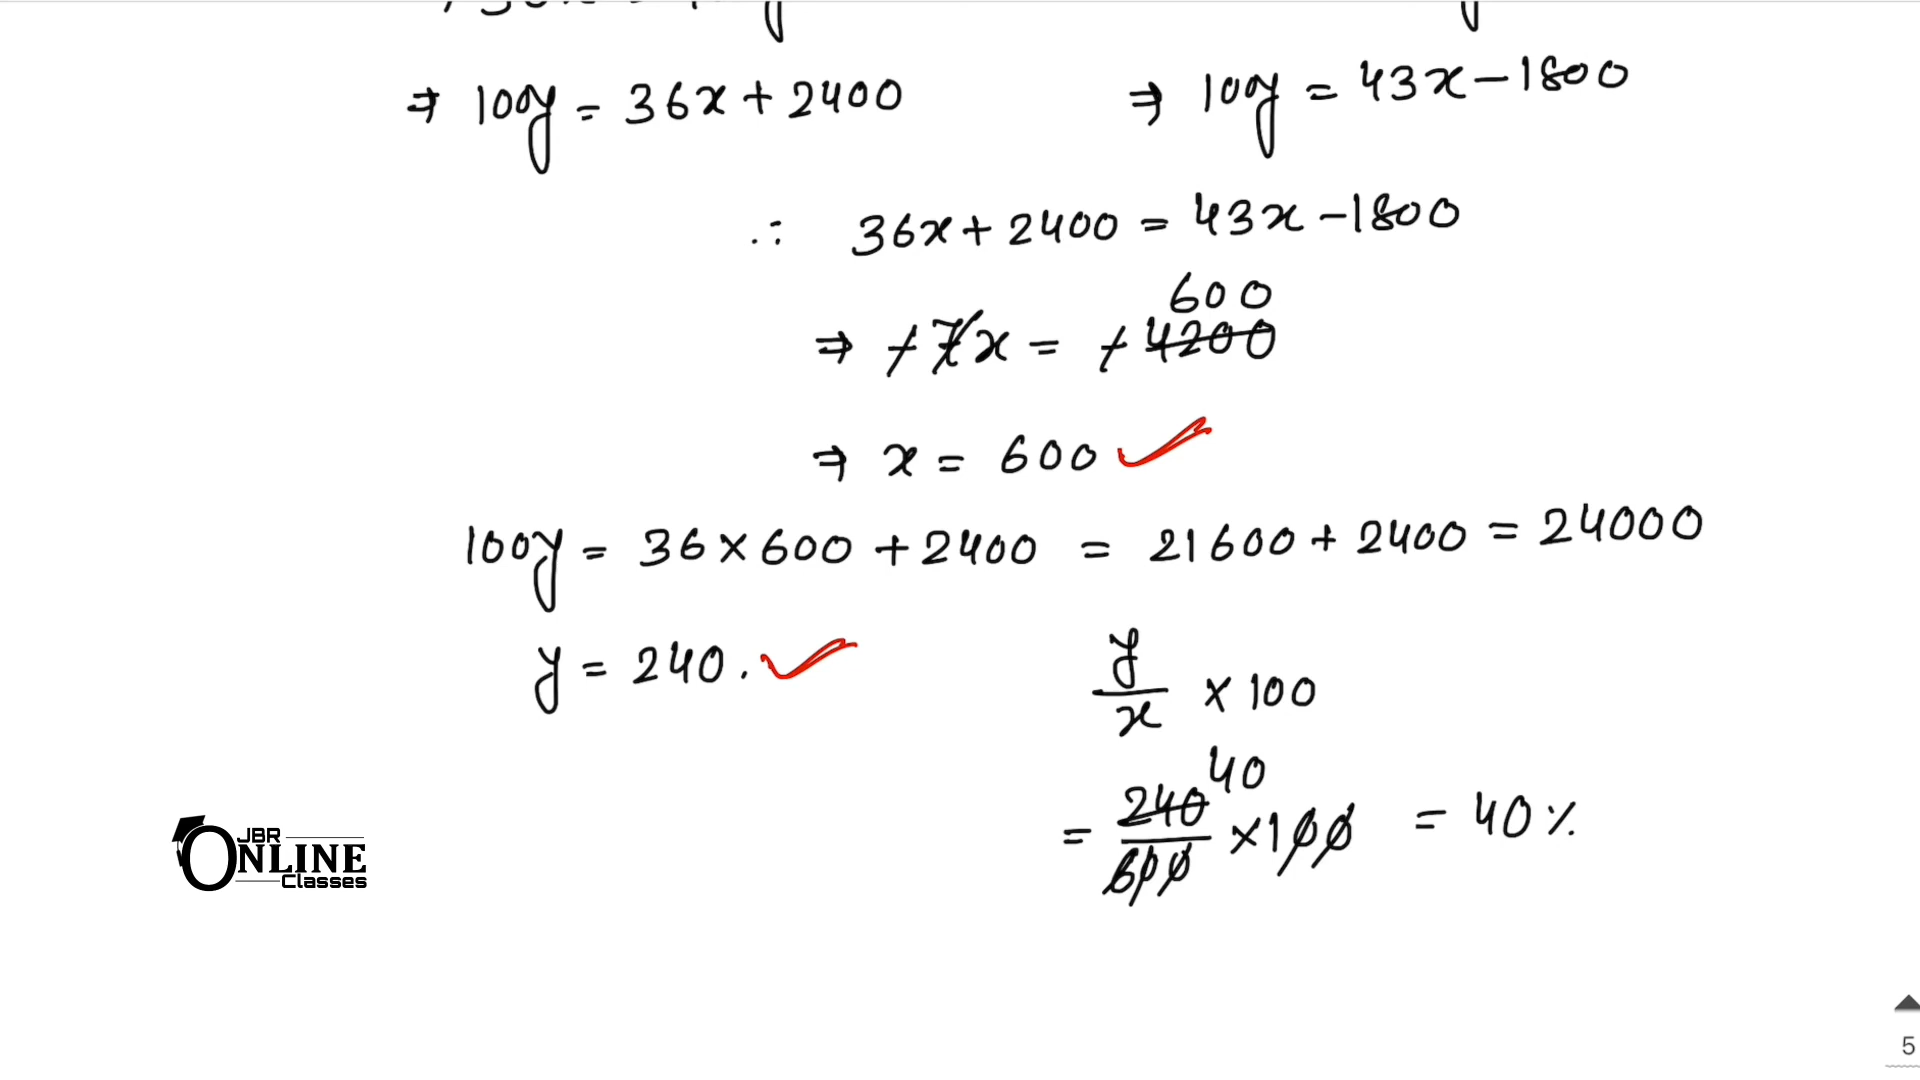 ⇒ 100y = 36x + 2400
⇒ 100y = 43x - 1800
∴ 36x + 2400 = 43x - 1800
600
⇒ -7x = -4200
⇒ x = 600 ✓
100y = 36 × 600 + 2400 = 21600 + 2400 = 24000
y = 240. ✓
y/x × 100
40
= 240/600 × 100 = 40%
JBR
ONLINE
Classes
5